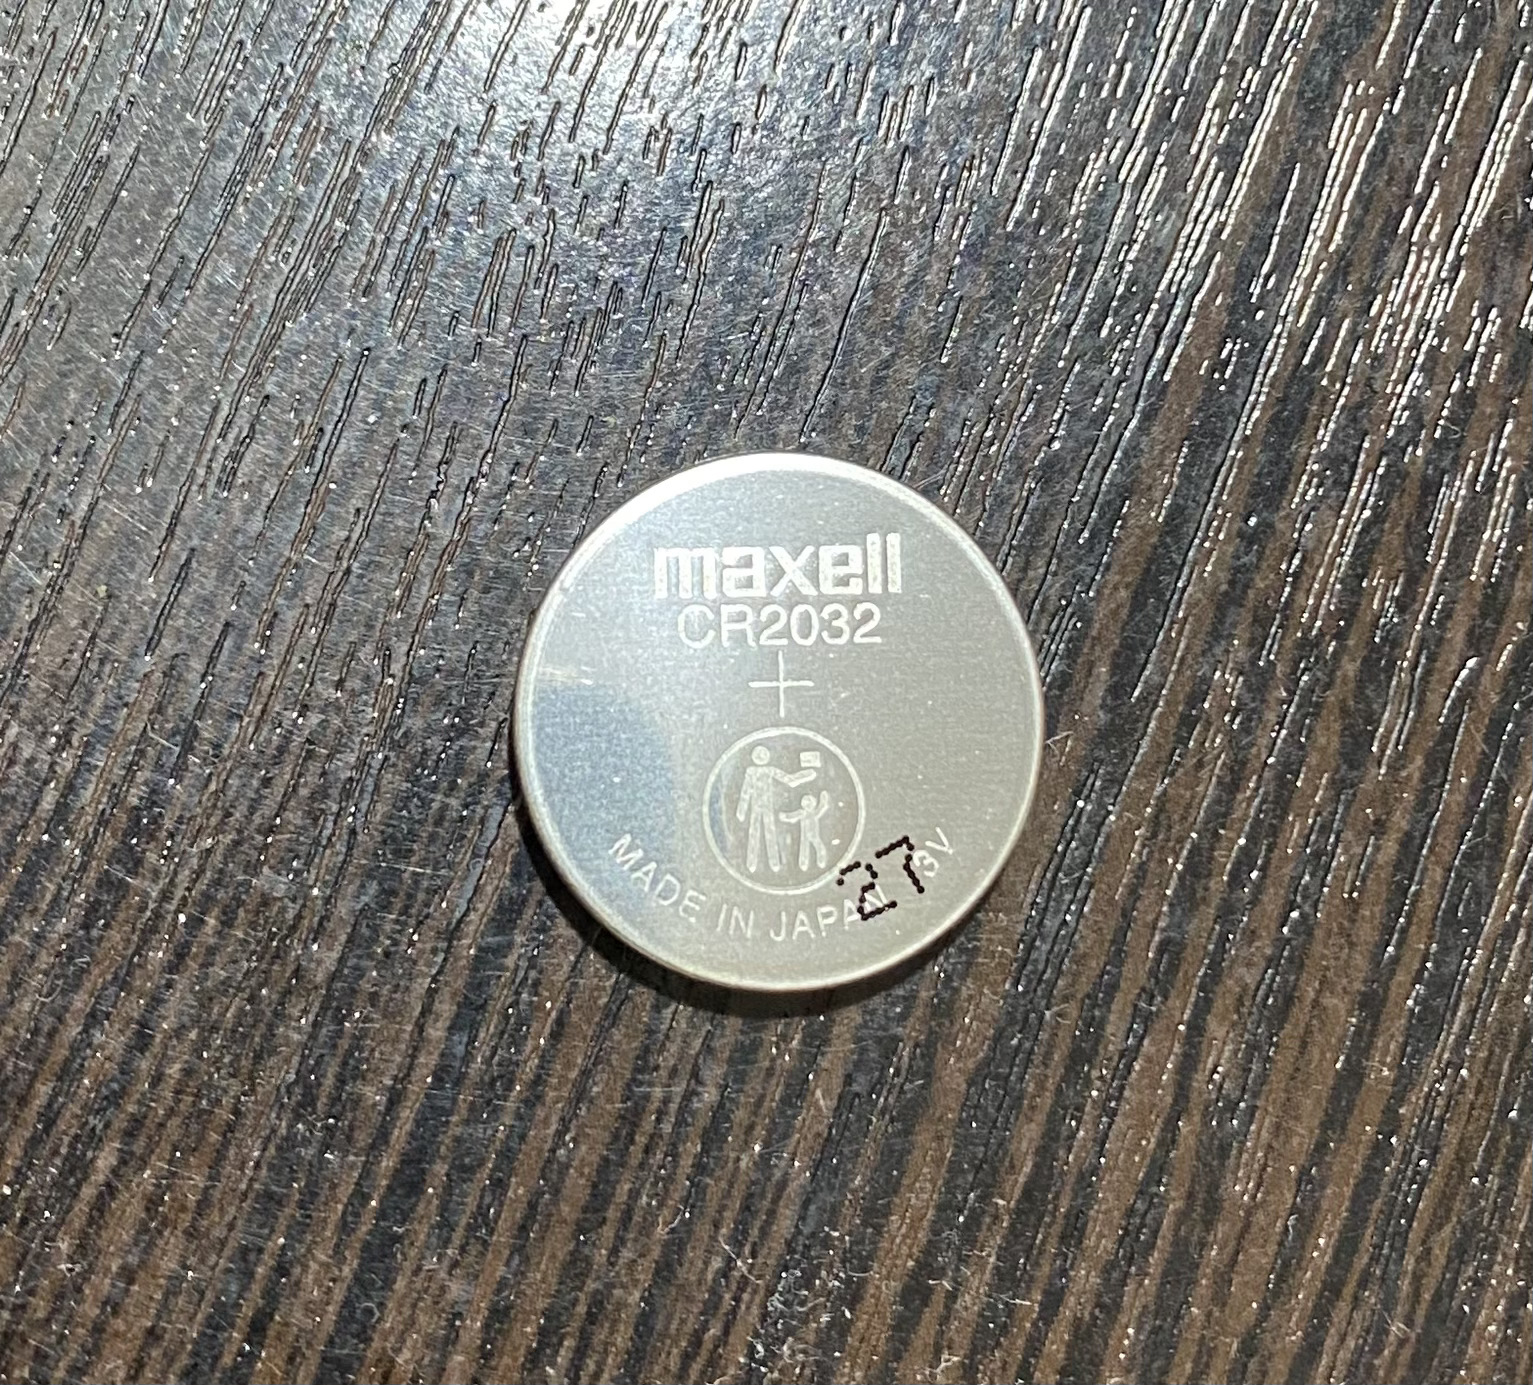 maxell
CR2032
+
MADE IN JAPAN 3V
27